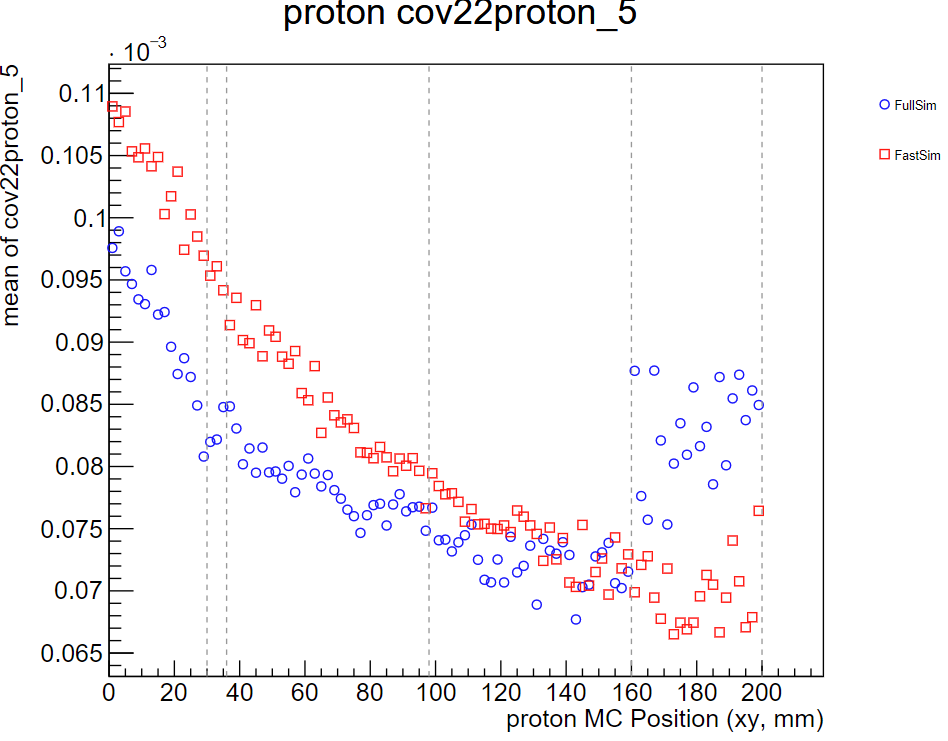 proton cov22proton_5
· 10⁻³
mean of cov22proton_5
0.11
0.105
0.1
0.095
0.09
0.085
0.08
0.075
0.07
0.065
0 20 40 60 80 100 120 140 160 180 200
proton MC Position (xy, mm)
FullSim
FastSim